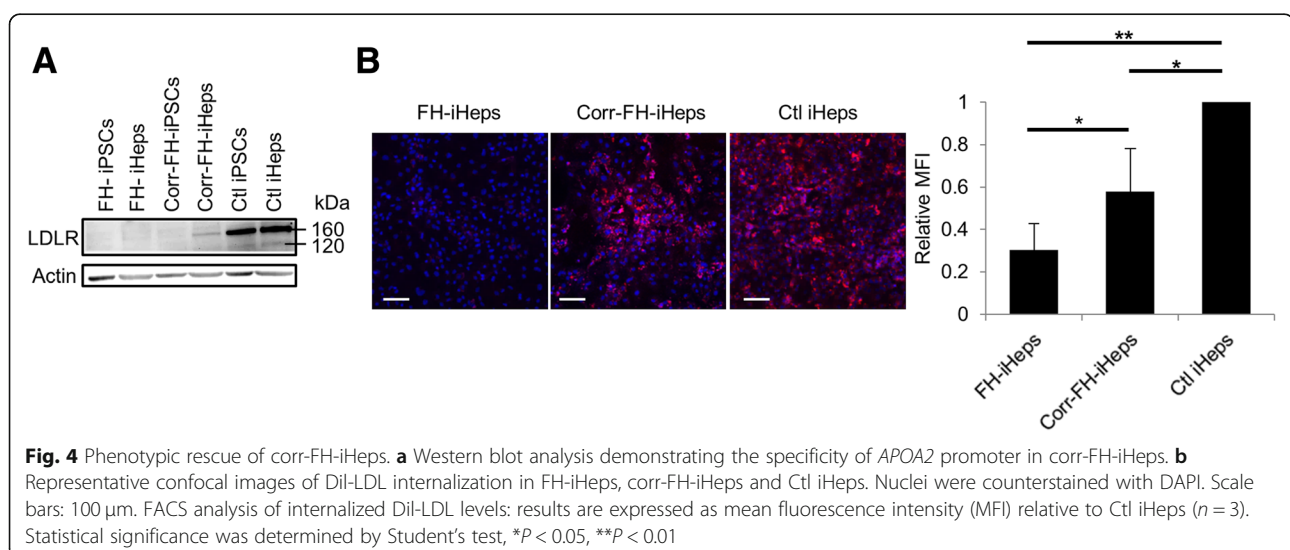 A
FH- iPSCs
FH- iHeps
Corr-FH-iPSCs
Corr-FH-iHeps
Ctl iPSCs
Ctl iHeps
kDa
LDLR
160
120
Actin
B
FH-iHeps
Corr-FH-iHeps
Ctl iHeps
**
*
*
Relative MFI
1
0.8
0.6
0.4
0.2
0
FH-iHeps
Corr-FH-iHeps
Ctl iHeps
Fig. 4 Phenotypic rescue of corr-FH-iHeps. a Western blot analysis demonstrating the specificity of APOA2 promoter in corr-FH-iHeps. b
Representative confocal images of Dil-LDL internalization in FH-iHeps, corr-FH-iHeps and Ctl iHeps. Nuclei were counterstained with DAPI. Scale
bars: 100 μm. FACS analysis of internalized Dil-LDL levels: results are expressed as mean fluorescence intensity (MFI) relative to Ctl iHeps (n = 3).
Statistical significance was determined by Student's test, *P < 0.05, **P < 0.01